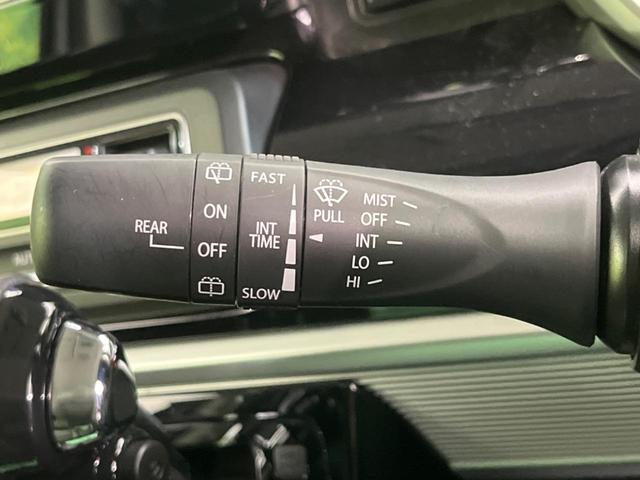 REAR
ON
OFF
FAST
INT
TIME
SLOW
PULL
MIST
OFF
INT
LO
HI